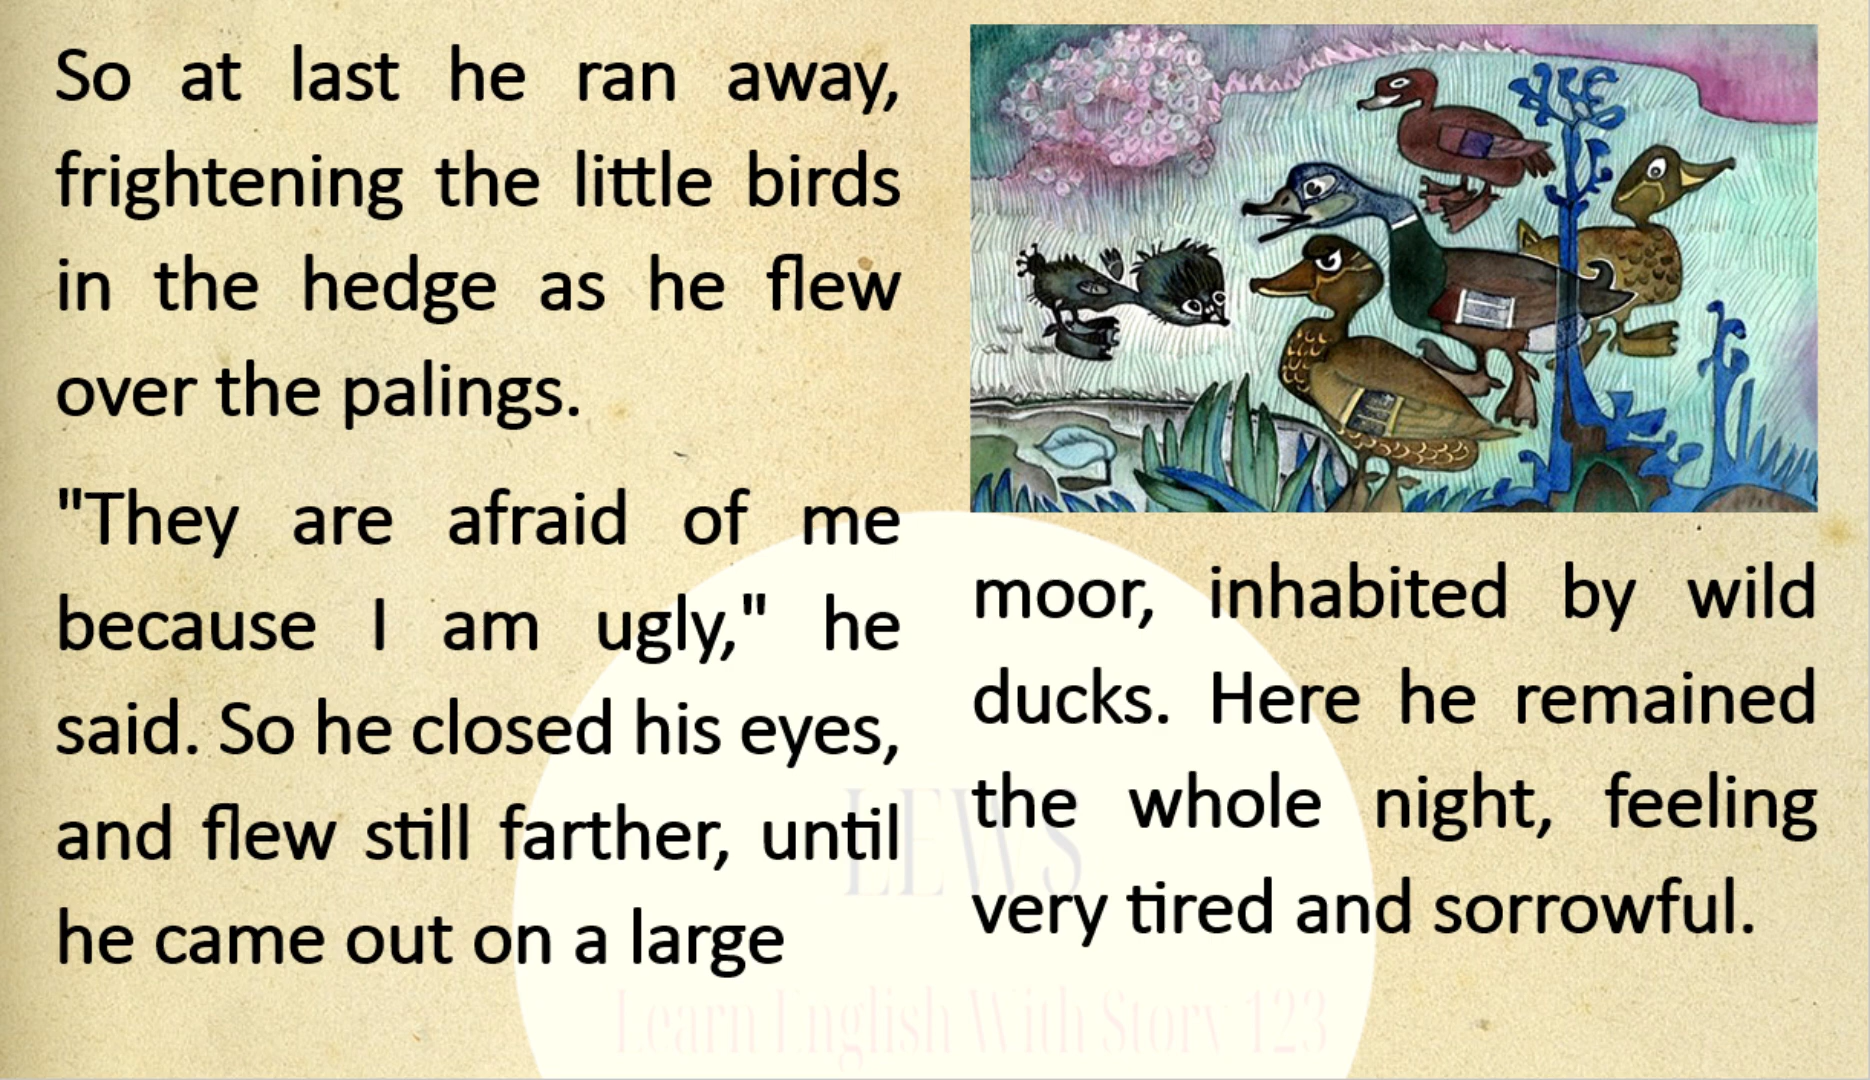 So at last he ran away,
frightening the little birds
in the hedge as he flew
over the palings.
"They are afraid of me
because I am ugly," he
said. So he closed his eyes,
and flew still farther, until
he came out on a large
moor, inhabited by wild
ducks. Here he remained
the whole night, feeling
very tired and sorrowful.
LEWS
Learn English With Story 123